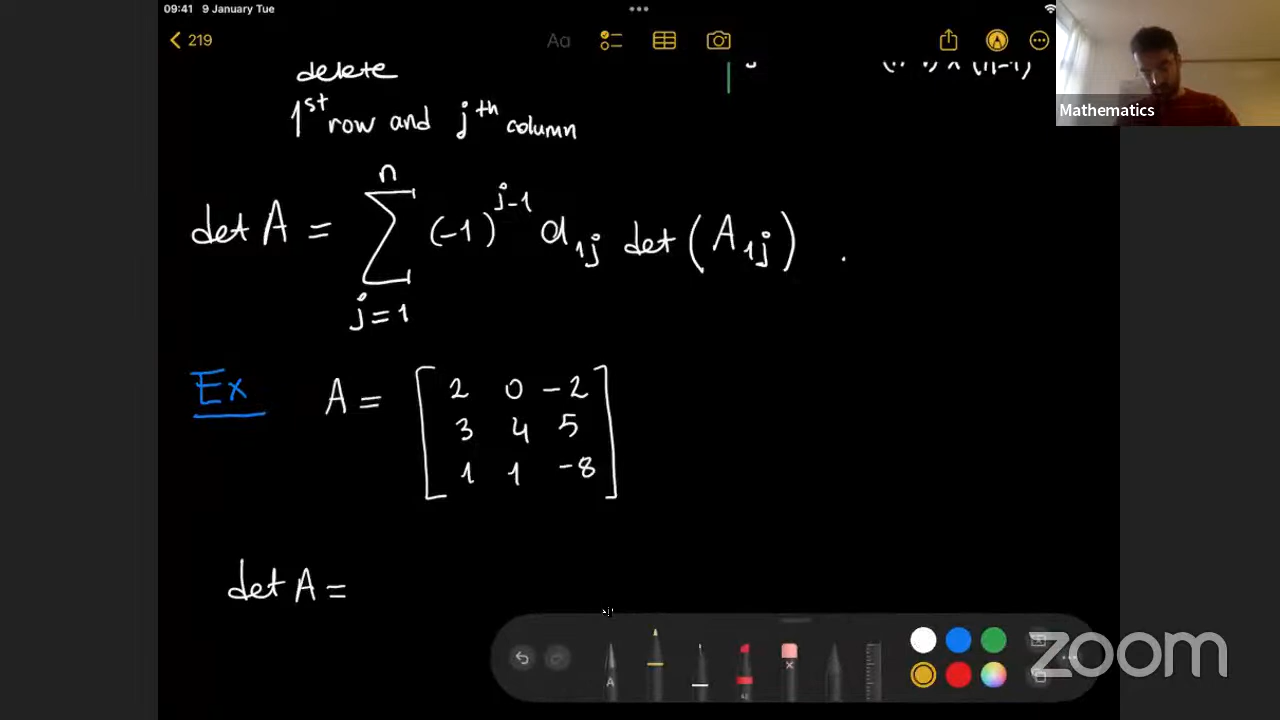 09:41 9 January Tue
219
Aa
delete
1st row and jth column
det A = n ∑ j=1 (-1)^{j-1} a_{1j} det(A_{1j}) .
Ex A = [ 2 0 -2
3 4 5
1 1 -8 ]
det A =
Mathematics
zoom